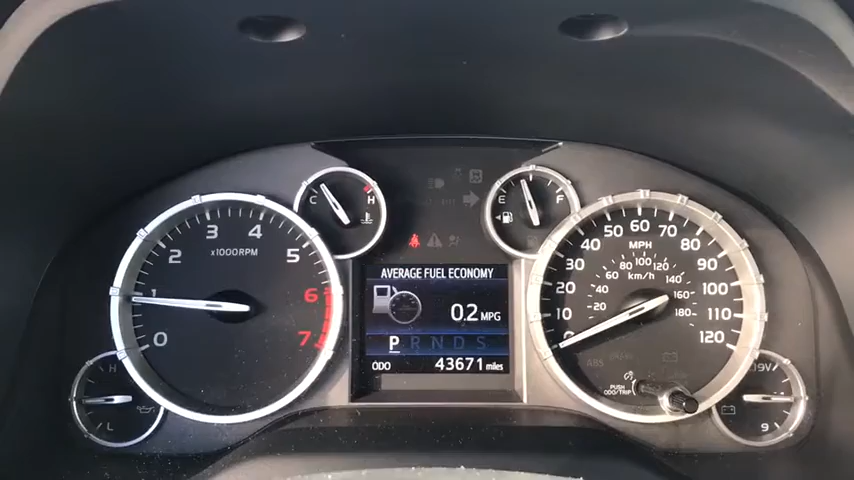 C H
E F
0 1 2 3 4 5 6 7
x1000RPM
0 10 20 30 40 50 60 70 80 90 100 110 120
MPH
20 40 60 80 100 120 140 160 180
km/h
AVERAGE FUEL ECONOMY
0.2 MPG
P R N D S
ODO 43671 miles
ABS
PUSH
ODO/TRIP
H
L
19V
9